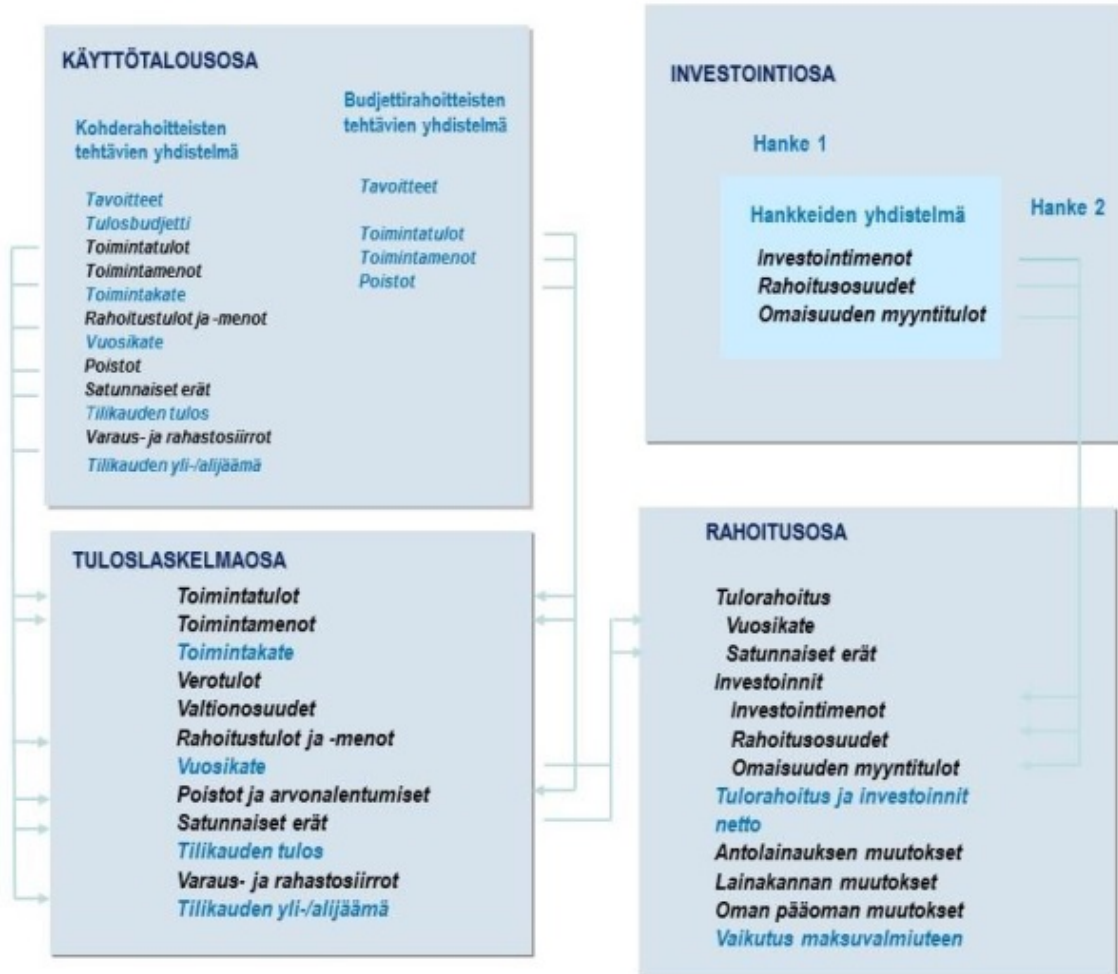 KÄYTTÖTALOUSOSA
Kohderahoitteisten
tehtävien yhdistelmä
Tavoitteet
Tulosbudjetti
Toimintatulot
Toimintamenot
Toimintakate
Rahoitustulot ja -menot
Vuosikate
Poistot
Satunnaiset erät
Tilikauden tulos
Varaus- ja rahastosiirrot
Tilikauden yli-/alijäämä
Budjettirahoitteisten
tehtävien yhdistelmä
Tavoitteet
Toimintatulot
Toimintamenot
Poistot
INVESTOINTIOSA
Hanke 1
Hankkeiden yhdistelmä
Investointimenot
Rahoitusosuudet
Omaisuuden myyntitulot
Hanke 2
TULOSLASKELMAOSA
Toimintatulot
Toimintamenot
Toimintakate
Verotulot
Valtionosuudet
Rahoitustulot ja -menot
Vuosikate
Poistot ja arvonalentumiset
Satunnaiset erät
Tilikauden tulos
Varaus- ja rahastosiirrot
Tilikauden yli-/alijäämä
RAHOITUSOSA
Tulorahoitus
Vuosikate
Satunnaiset erät
Investoinnit
Investointimenot
Rahoitusosuudet
Omaisuuden myyntitulot
Tulorahoitus ja investoinnit
netto
Antolainauksen muutokset
Lainakannan muutokset
Oman pääoman muutokset
Vaikutus maksuvalmiuteen